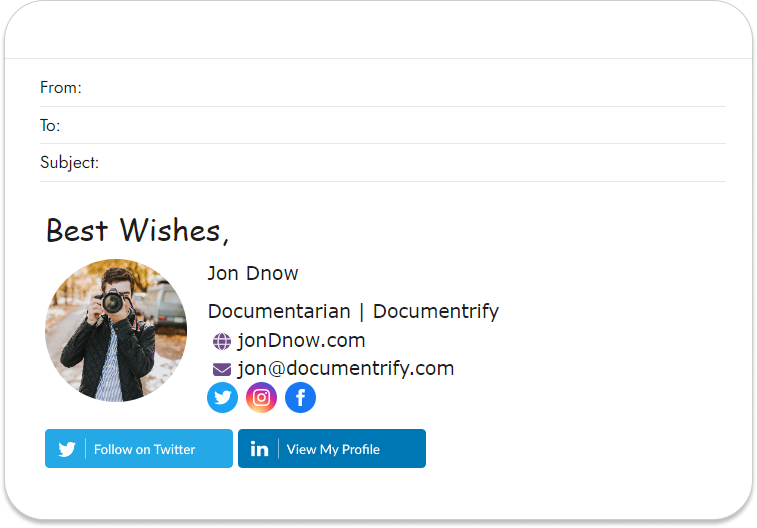 From:
To:
Subject:
Best Wishes,
Jon Dnow
Documentarian | Documentrify
jonDnow.com
jon@documentrify.com
Follow on Twitter
in View My Profile